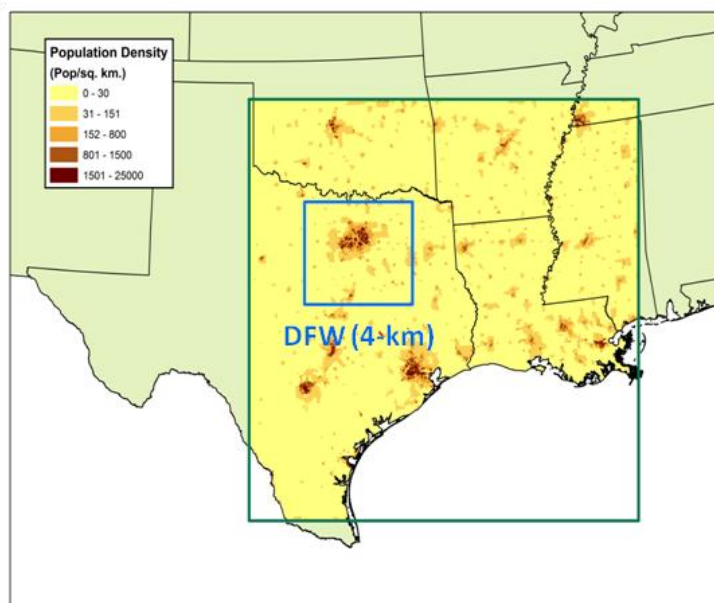 Population Density
(Pop/sq. km.)
0 - 30
31 - 151
152 - 800
801 - 1500
1501 - 25000
DFW (4-km)